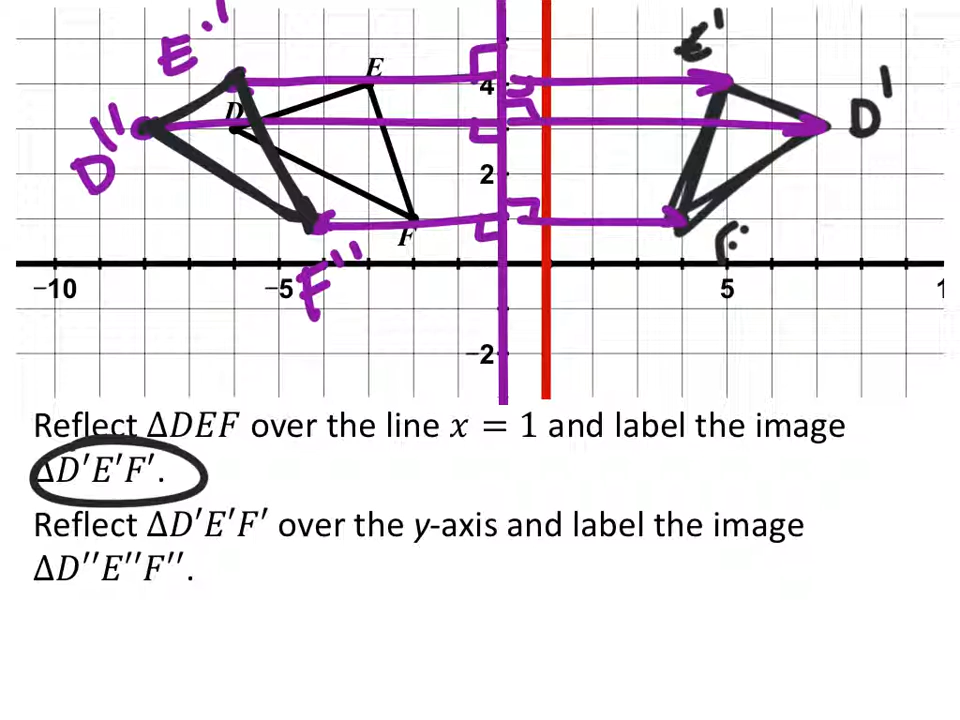 E''
E'
E
4
D
D'
D''
2
F
F'
F''
−10
−5
5
1
−2
Reflect ΔDEF over the line x = 1 and label the image
ΔD′E′F′.
Reflect ΔD′E′F′ over the y-axis and label the image
ΔD′′E′′F′′.